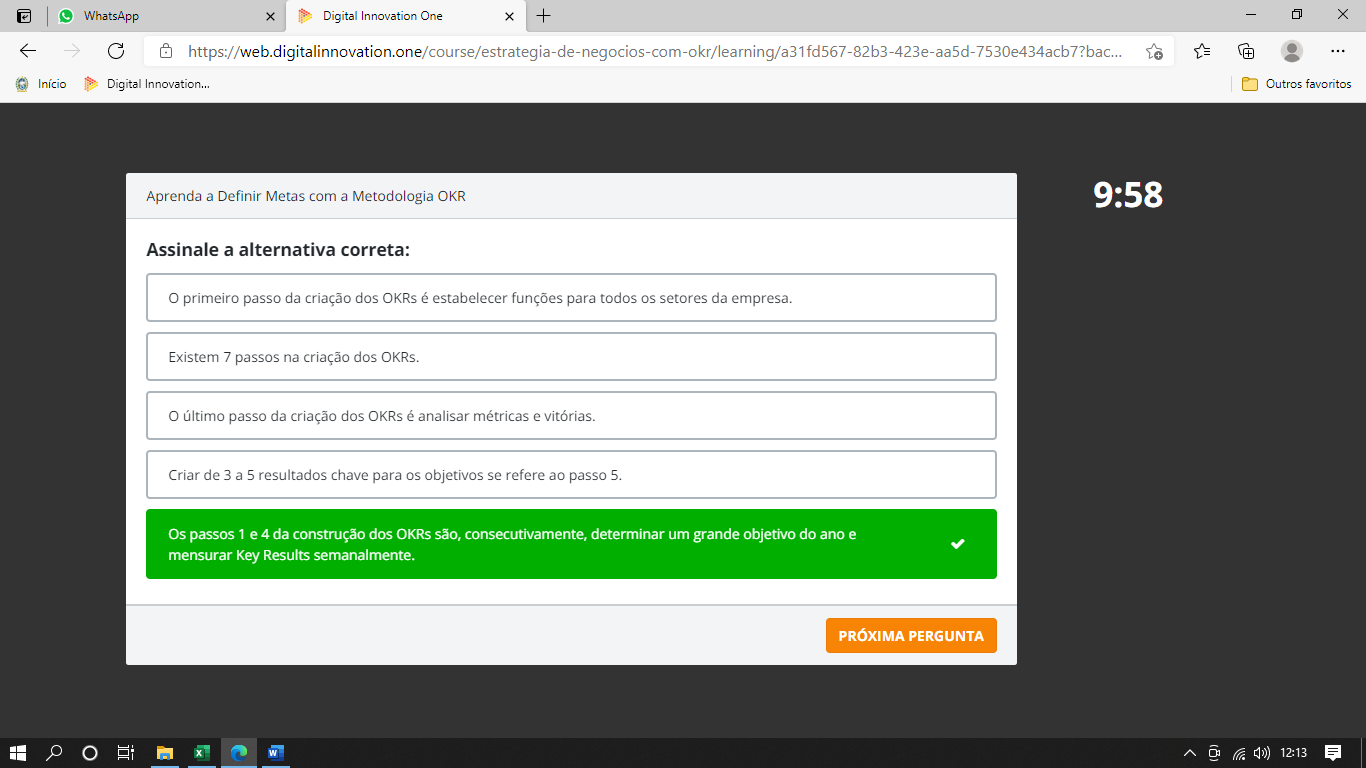 WhatsApp
Digital Innovation One
https://web.digitalinnovation.one/course/estrategia-de-negocios-com-okr/learning/a31fd567-82b3-423e-aa5d-7530e434acb7?bac...
Início
Digital Innovation...
Outros favoritos
Aprenda a Definir Metas com a Metodologia OKR
9:58
Assinale a alternativa correta:
O primeiro passo da criação dos OKRs é estabelecer funções para todos os setores da empresa.
Existem 7 passos na criação dos OKRs.
O último passo da criação dos OKRs é analisar métricas e vitórias.
Criar de 3 a 5 resultados chave para os objetivos se refere ao passo 5.
Os passos 1 e 4 da construção dos OKRs são, consecutivamente, determinar um grande objetivo do ano e
mensurar Key Results semanalmente.
PRÓXIMA PERGUNTA
12:13